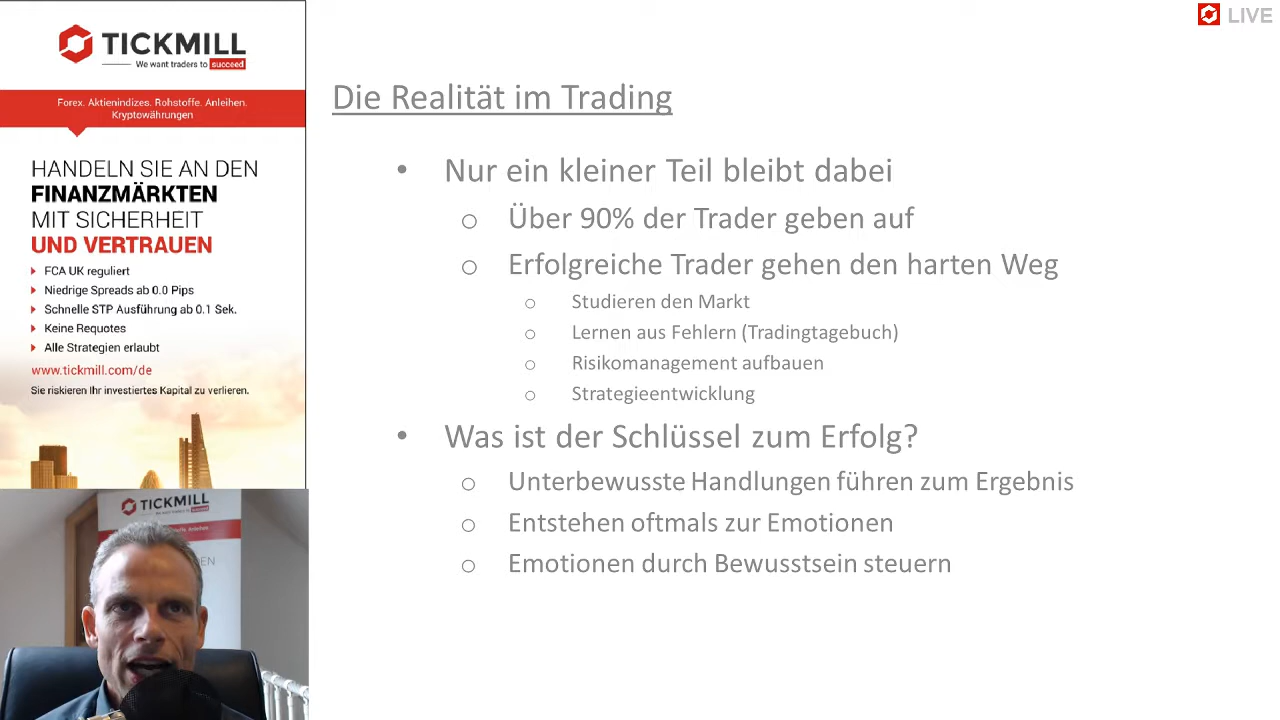 TICKMILL
We want traders to succeed
Forex. Aktienindizes. Rohstoffe. Anleihen.
Kryptowährungen
HANDELN SIE AN DEN
FINANZMÄRKTEN
MIT SICHERHEIT
UND VERTRAUEN
FCA UK reguliert
Niedrige Spreads ab 0.0 Pips
Schnelle STP Ausführung ab 0.1 Sek.
Keine Requotes
Alle Strategien erlaubt
www.tickmill.com/de
Sie riskieren Ihr investiertes Kapital zu verlieren.
TICKMILL
LIVE
Die Realität im Trading
• Nur ein kleiner Teil bleibt dabei
o Über 90% der Trader geben auf
o Erfolgreiche Trader gehen den harten Weg
o Studieren den Markt
o Lernen aus Fehlern (Tradingtagebuch)
o Risikomanagement aufbauen
o Strategieentwicklung
• Was ist der Schlüssel zum Erfolg?
o Unterbewusste Handlungen führen zum Ergebnis
o Entstehen oftmals zur Emotionen
o Emotionen durch Bewusstsein steuern